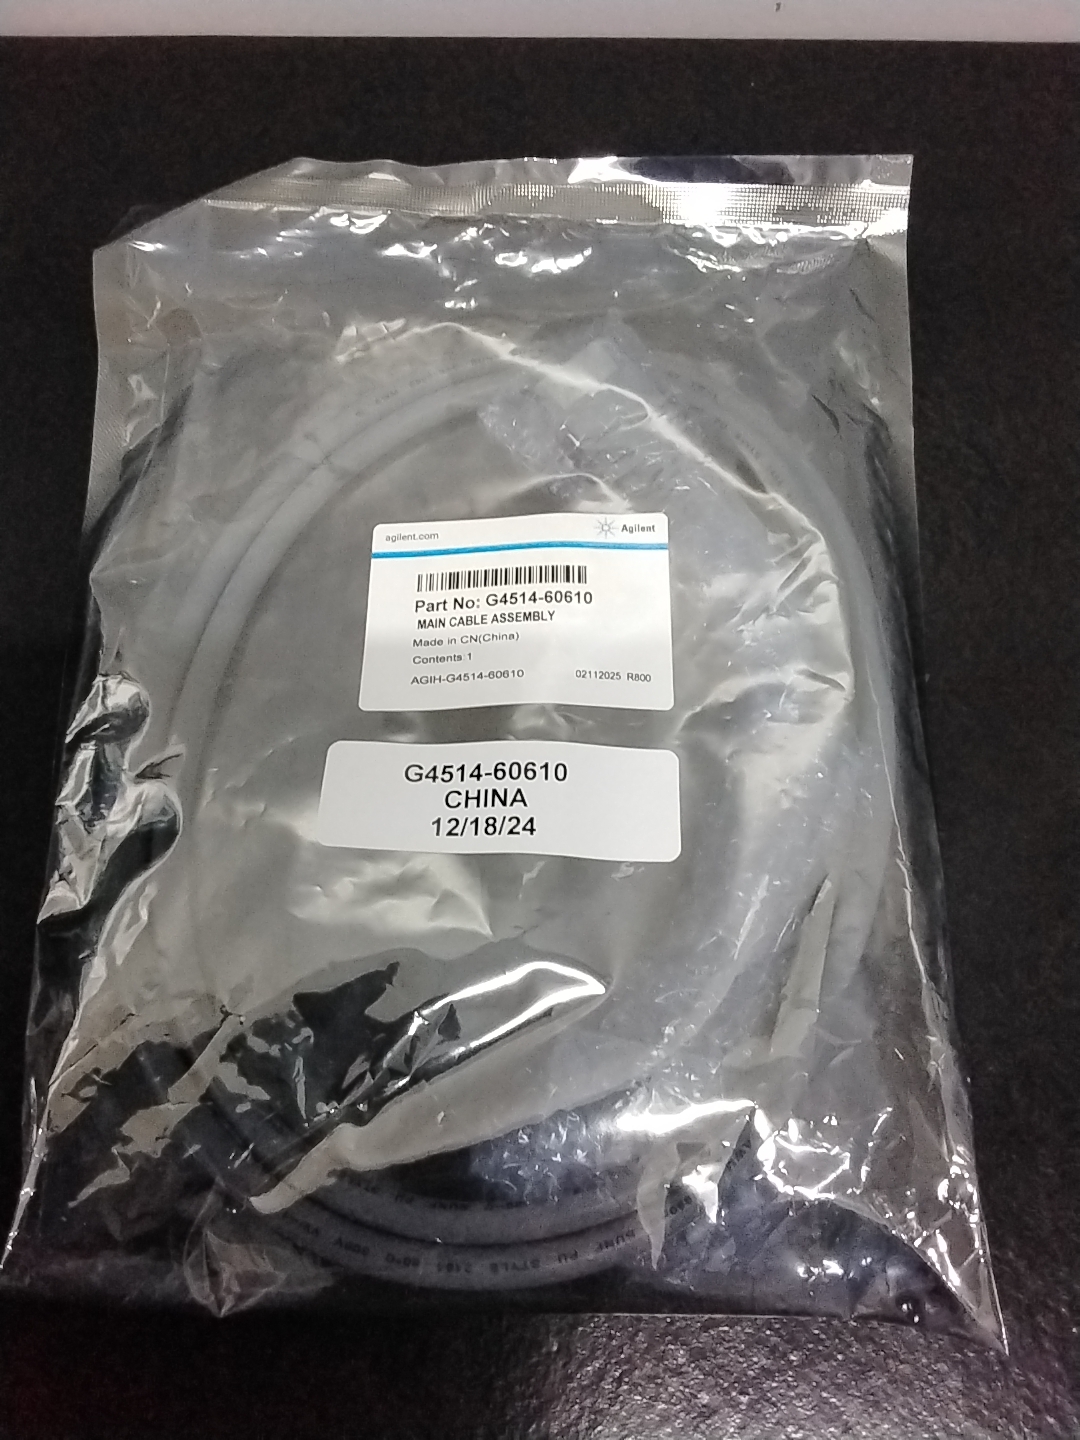 agilent.com
Agilent
Part No: G4514-60610
MAIN CABLE ASSEMBLY
Made in CN(China)
Contents:1
AGIH-G4514-60610 02112025 R800
G4514-60610
CHINA
12/18/24
STYLE